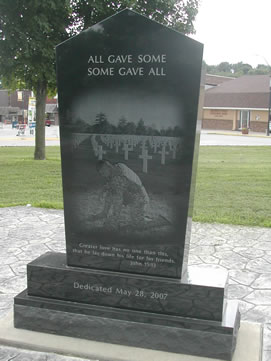 ALL GAVE SOME
SOME GAVE ALL
Greater love has no one than this,
that he lay down his life for his friends.
John 15:13
Dedicated May 28, 2007